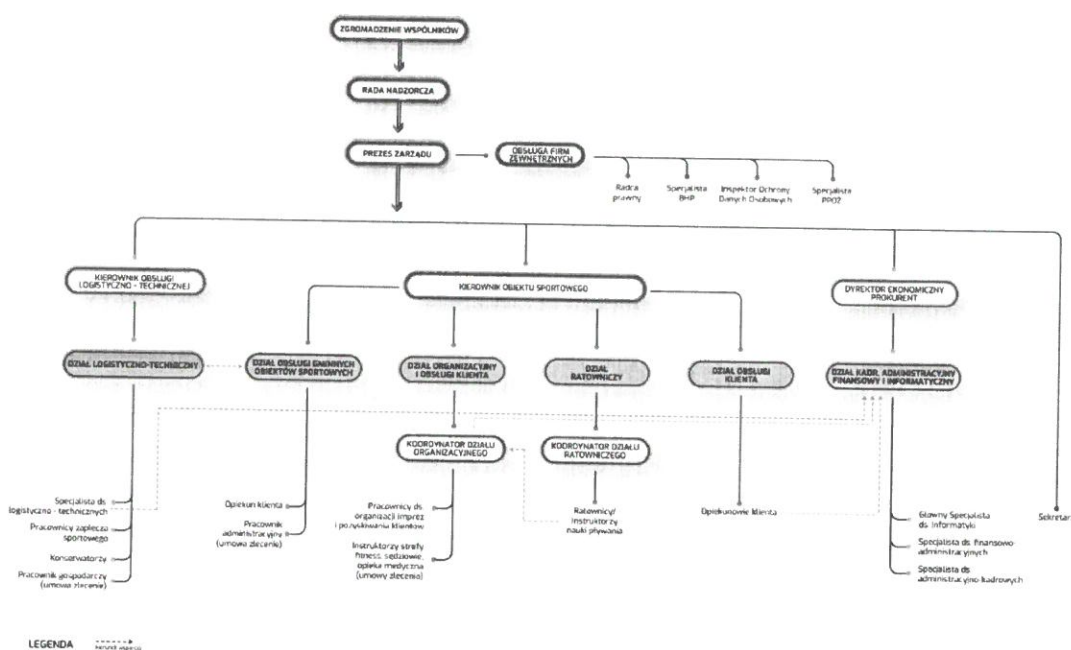 ZGROMADZENIE WSPÓLNIKÓW
RADA NADZORCZA
PREZES ZARZĄDU
OBSŁUGA FIRM
ZEWNĘTRZNYCH
Radca
prawny
Specjalista
BHP
Inspektor Ochrony
Danych Osobowych
Specjalista
PPOŻ
KIEROWNIK OBSŁUGI
LOGISTYCZNO - TECHNICZNEJ
KIEROWNIK OBIEKTU SPORTOWEGO
DYREKTOR EKONOMICZNY
PROKURENT
DZIAŁ LOGISTYCZNO-TECHNICZNY
DZIAŁ OBSŁUGI GMINNYCH
OBIEKTÓW SPORTOWYCH
DZIAŁ ORGANIZACYJNY
I OBSŁUGI KLIENTA
DZIAŁ
RATOWNICZY
DZIAŁ OBSŁUGI
KLIENTA
DZIAŁ KADR, ADMINISTRACYJNY
FINANSOWY I INFORMATYCZNY
KOORDYNATOR DZIAŁU
ORGANIZACYJNEGO
KOORDYNATOR DZIAŁU
RATOWNICZEGO
Specjalista ds.
logistyczno - technicznych
Pracownicy zaplecza
sportowego
Konserwatorzy
Pracownik gospodarczy
(umowa zlecenie)
Opiekun klienta
Pracownik
administracyjny
(umowa zlecenie)
Pracownicy ds.
organizacji imprez
i pozyskiwania klientów
Instruktorzy strefy
fitness, sędziowie,
opieka medyczna
(umowy zlecenia)
Ratownicy/
Instruktorzy
nauki pływania
Opiekunowie klienta
Główny Specjalista
ds. Informatyki
Specjalista ds. finansowo
administracyjnych
Specjalista ds.
administracyjno-kadrowych
Sekretariat
LEGENDA